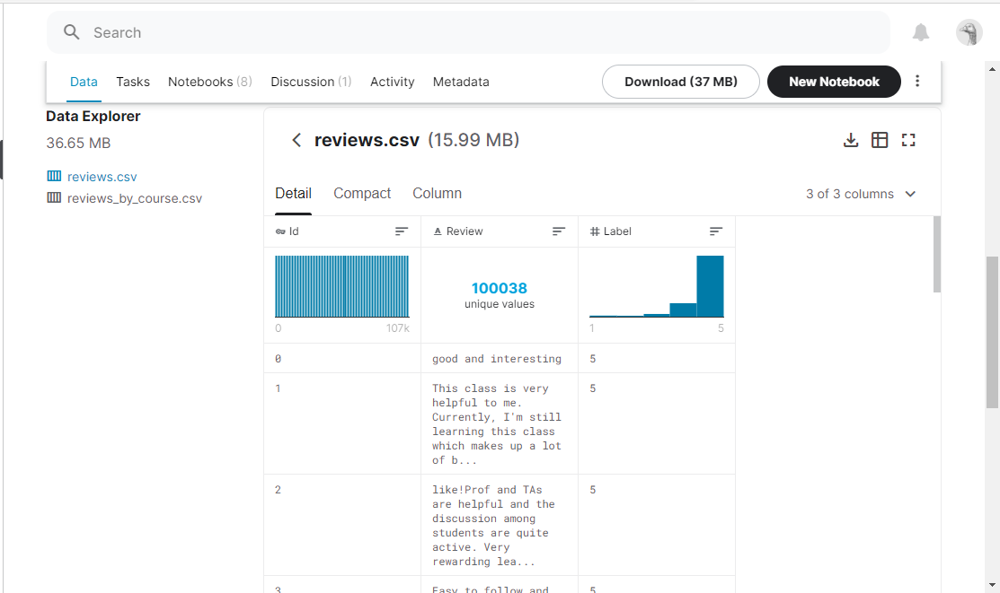 Search
Data Tasks Notebooks (8) Discussion (1) Activity Metadata Download (37 MB) New Notebook
Data Explorer
36.65 MB
reviews.csv
reviews_by_course.csv
reviews.csv (15.99 MB)
Detail Compact Column 3 of 3 columns
Id Review # Label
100038
unique values
0 107k 1 5
0 good and interesting 5
1 This class is very 5
helpful to me.
Currently, I'm still
learning this class
which makes up a lot
of b...
2 like!Prof and TAs 5
are helpful and the
discussion among
students are quite
active. Very
rewarding lea...
3 Easy to follow and 5